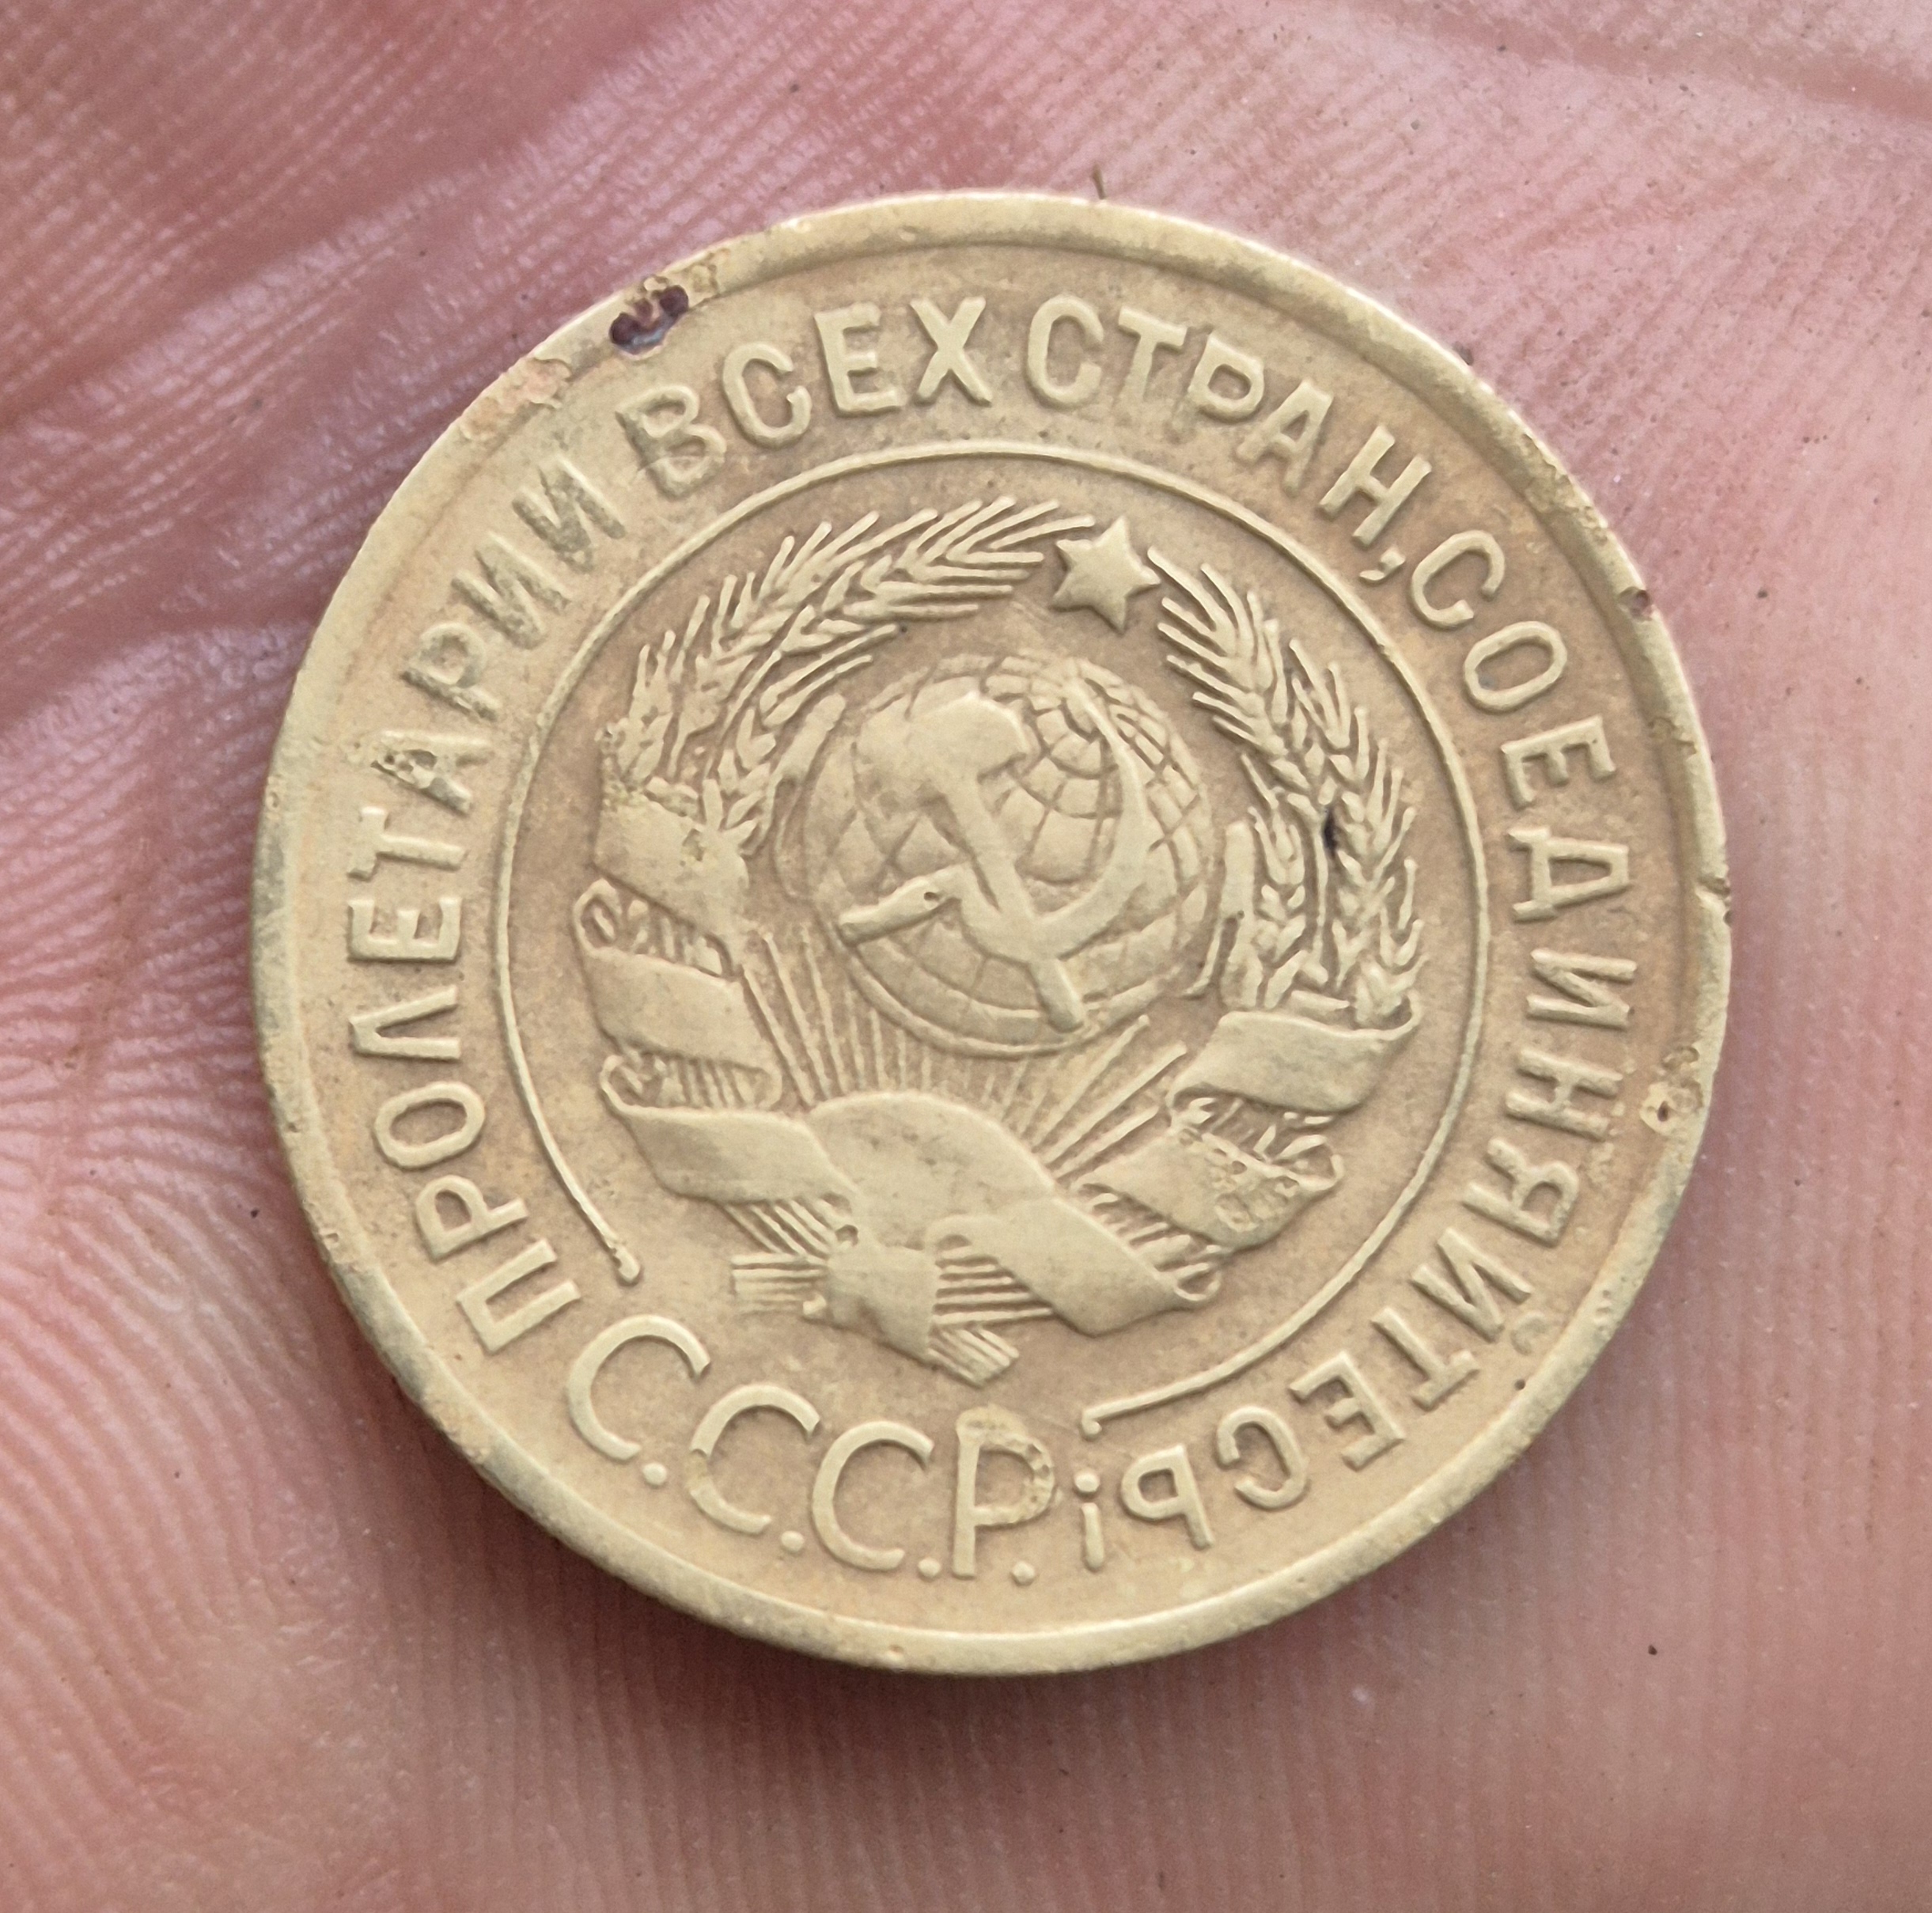 ПРОЛЕТАРИИ ВСЕХ СТРАН, СОЕДИНЯЙТЕСЬ!
С.С.С.Р.